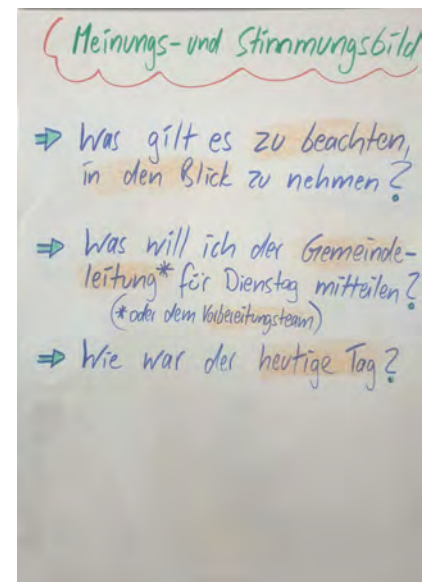 Meinungs- und Stimmungsbild
⇒ Was gilt es zu beachten,
in den Blick zu nehmen?
⇒ Was will ich der Gemeinde-
leitung* für Dienstag mitteilen?
(*oder dem Vorbereitungsteam)
⇒ Wie war der heutige Tag?